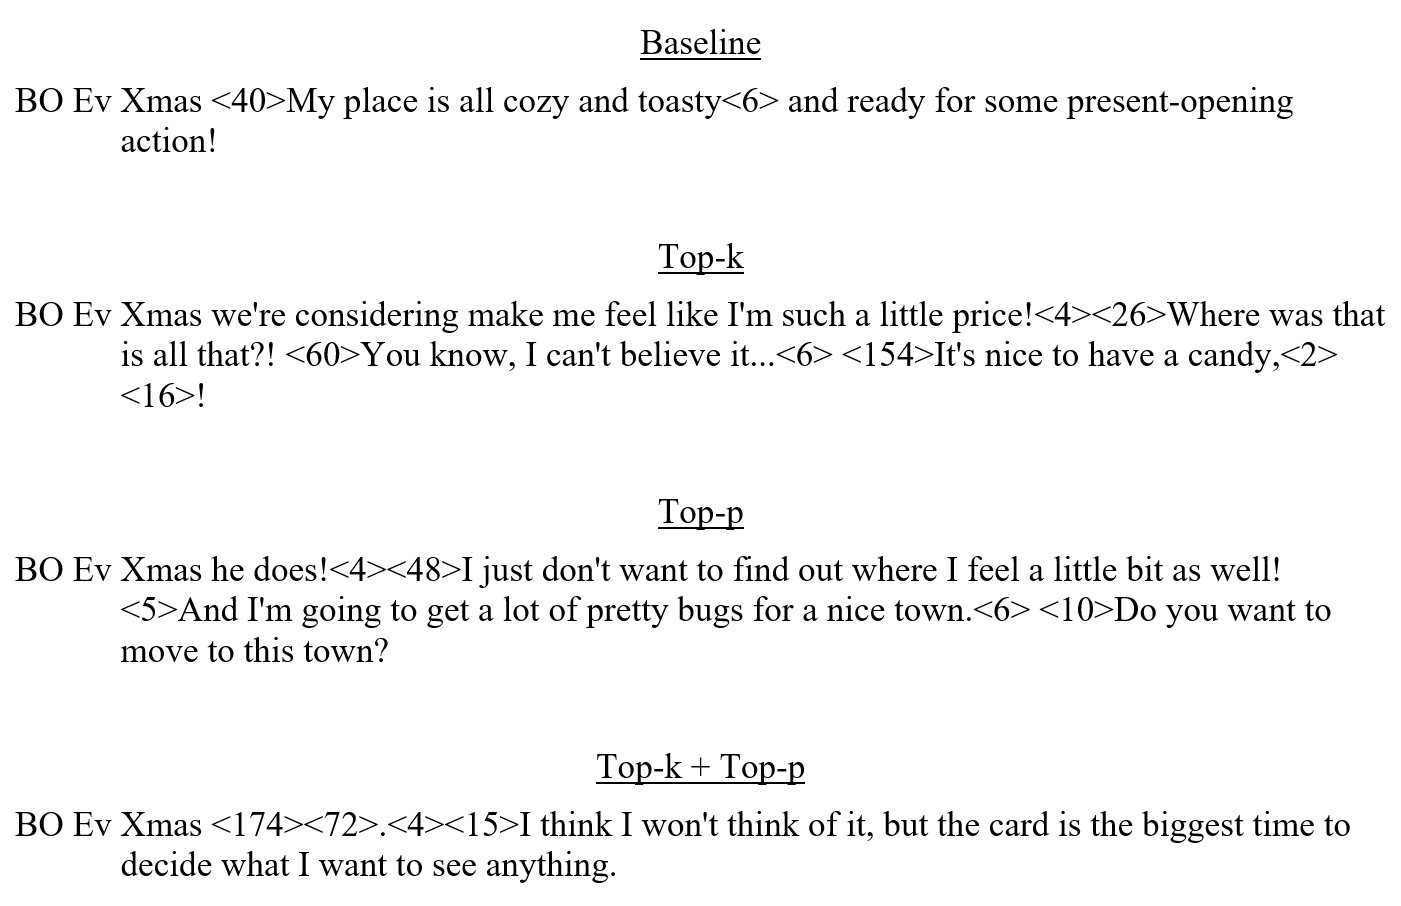 Baseline
BO Ev Xmas <40>My place is all cozy and toasty<6> and ready for some present-opening
action!
Top-k
BO Ev Xmas we're considering make me feel like I'm such a little price!<4><26>Where was that
is all that?! <60>You know, I can't believe it...<6> <154>It's nice to have a candy,<2>
<16>!
Top-p
BO Ev Xmas he does!<4><48>I just don't want to find out where I feel a little bit as well!
<5>And I'm going to get a lot of pretty bugs for a nice town.<6> <10>Do you want to
move to this town?
Top-k + Top-p
BO Ev Xmas <174><72>.<4><15>I think I won't think of it, but the card is the biggest time to
decide what I want to see anything.